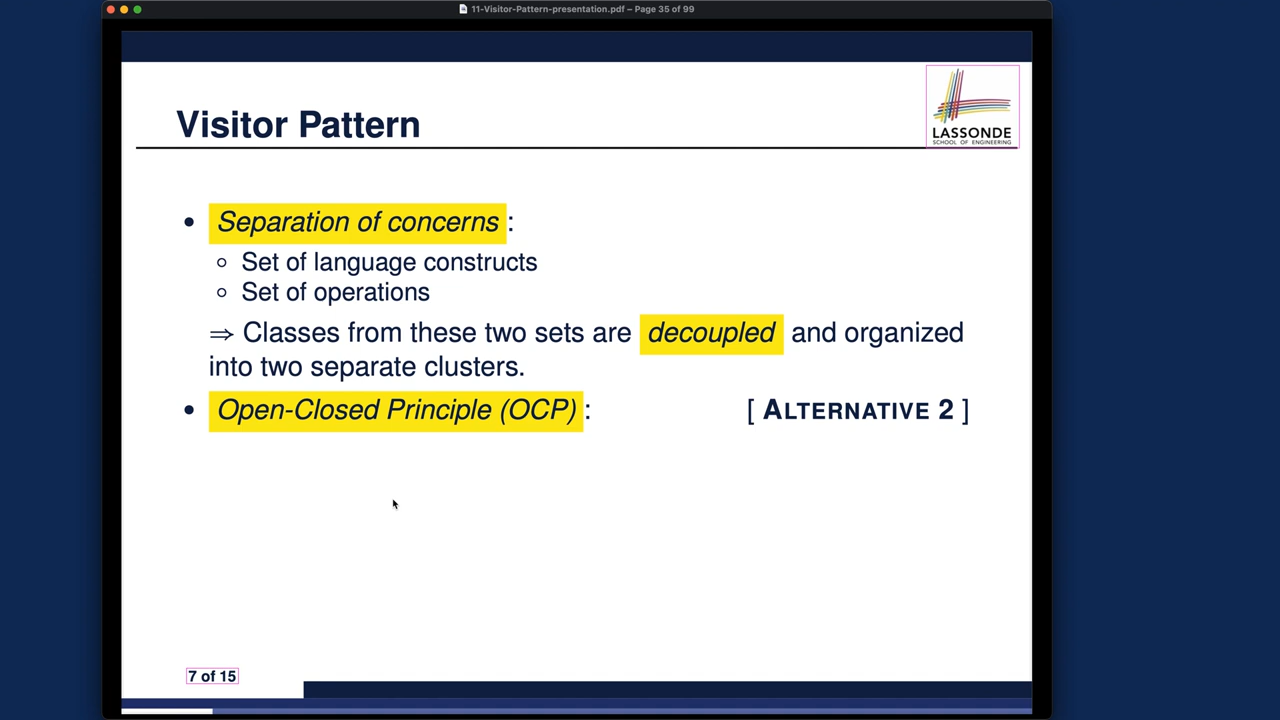 11-Visitor-Pattern-presentation.pdf – Page 35 of 99
LASSONDE
SCHOOL OF ENGINEERING
Visitor Pattern
• Separation of concerns :
◦ Set of language constructs
◦ Set of operations
⇒ Classes from these two sets are decoupled and organized
into two separate clusters.
• Open-Closed Principle (OCP) : [ ALTERNATIVE 2 ]
7 of 15